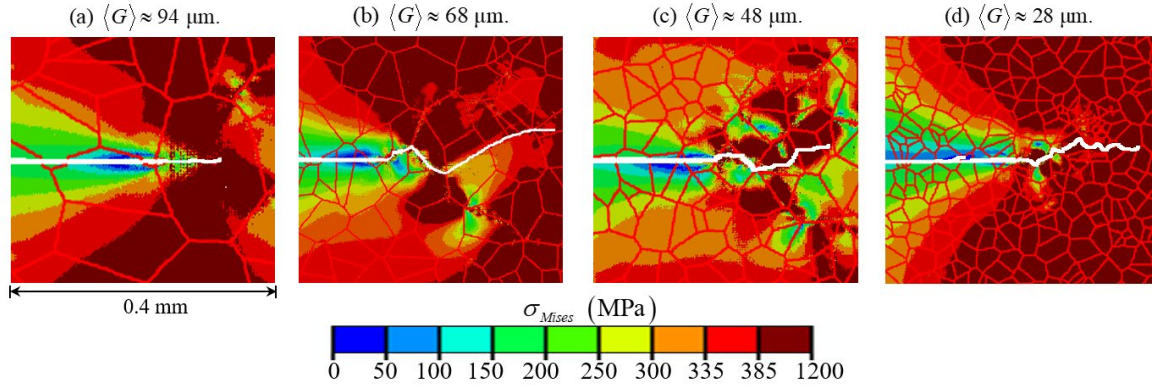 (a) ⟨G⟩ ≈ 94 μm.
(b) ⟨G⟩ ≈ 68 μm.
(c) ⟨G⟩ ≈ 48 μm.
(d) ⟨G⟩ ≈ 28 μm.
0.4 mm
σ_Mises (MPa)
0 50 100 150 200 250 300 335 385 1200